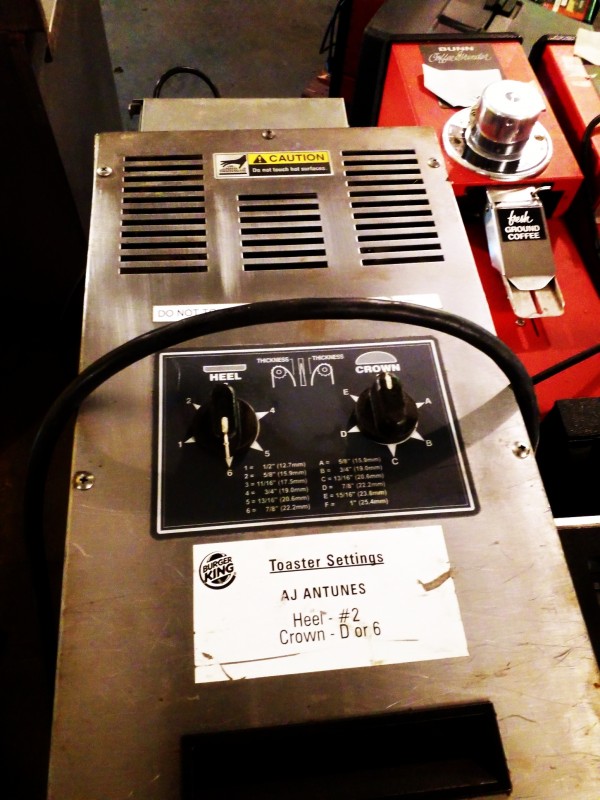 BUNN
Coffee Grinder
CAUTION
Do not touch hot surfaces.
fresh
GROUND
COFFEE
DO NOT
THICKNESS THICKNESS
HEEL CROWN
2 4
1 5
6
E A
D B
C
1 = 1/2" (12.7mm)
2 = 5/8" (15.9mm)
3 = 11/16" (17.5mm)
4 = 3/4" (19.0mm)
5 = 13/16" (20.6mm)
6 = 7/8" (22.2mm)
A = 5/8" (15.9mm)
B = 3/4" (19.0mm)
C = 13/16" (20.6mm)
D = 7/8" (22.2mm)
E = 15/16" (23.8mm)
F = 1" (25.4mm)
BURGER
KING
Toaster Settings
AJ ANTUNES
Heel - #2
Crown - D or 6